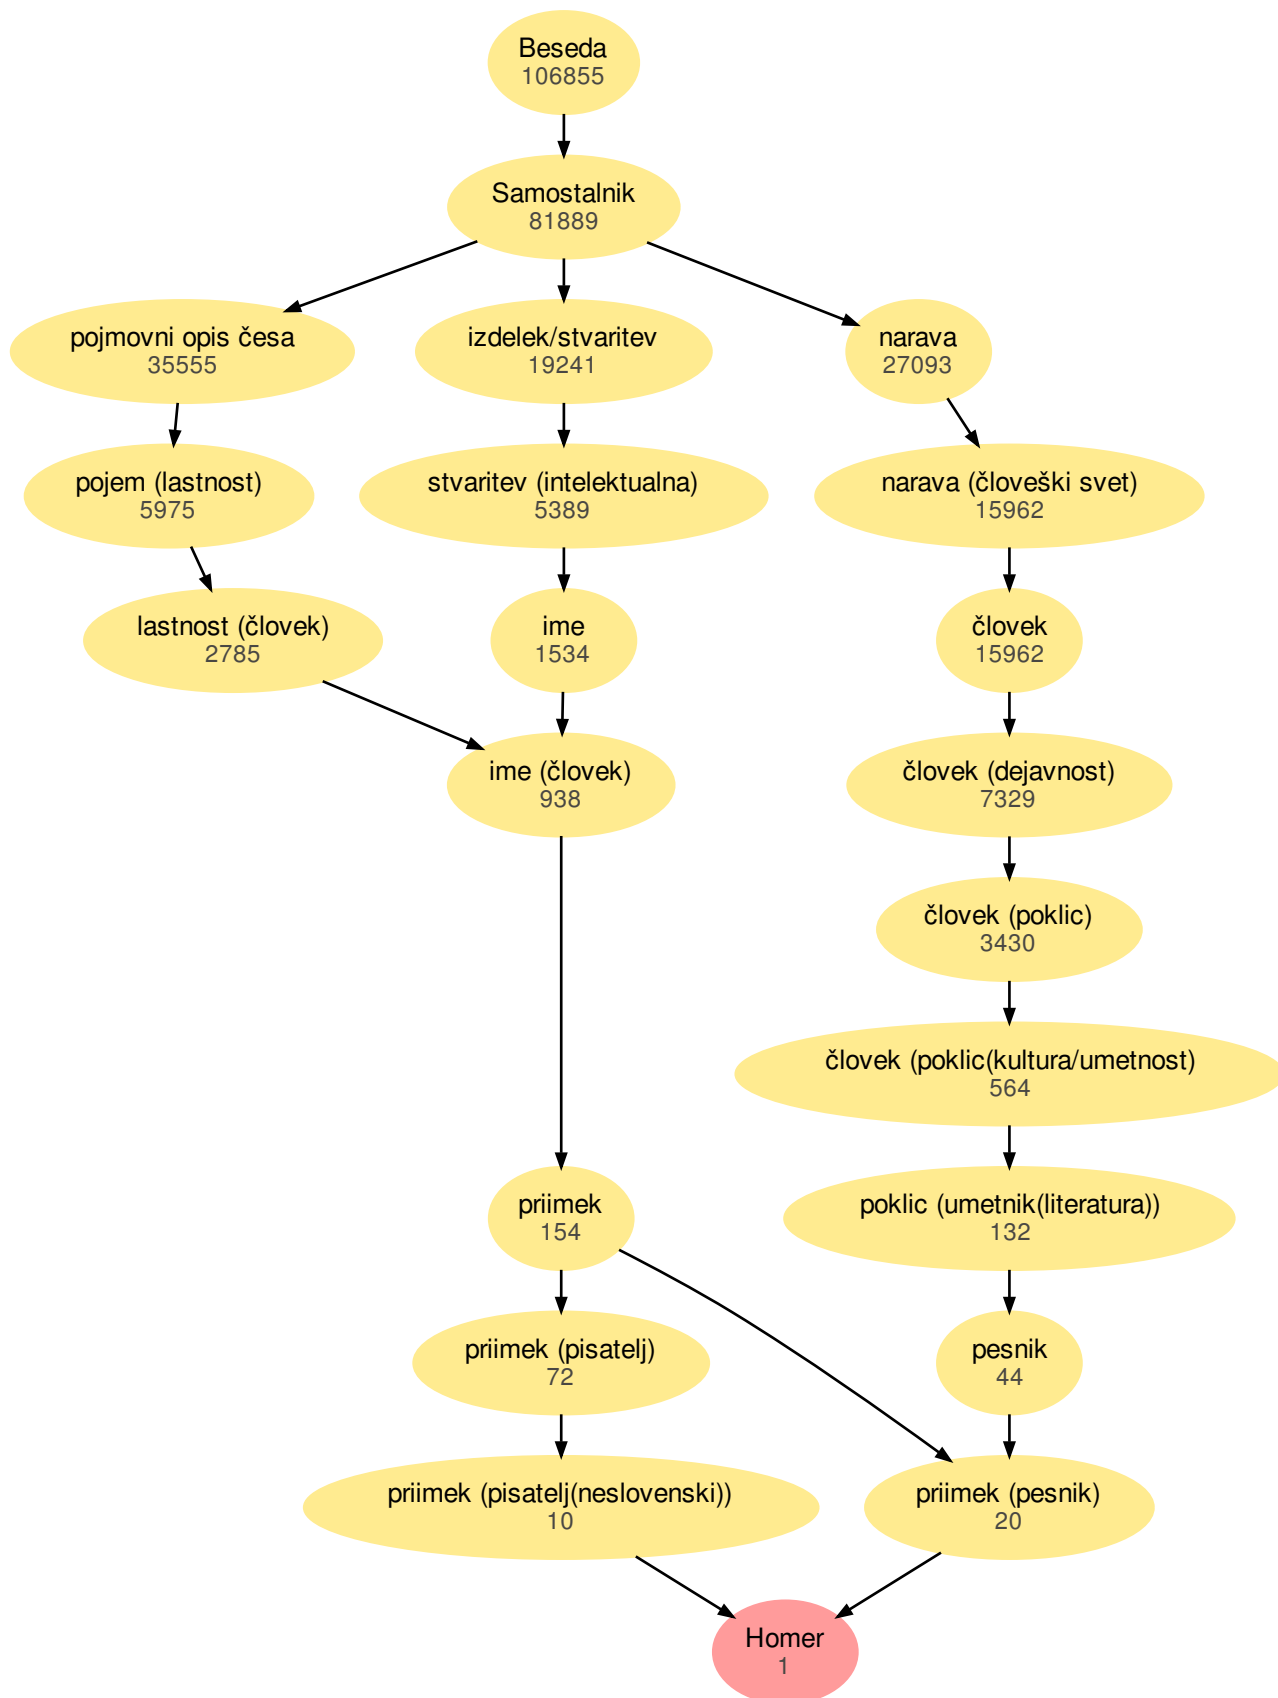 Beseda
106855
Samostalnik
81889
pojmovni opis česa
35555
izdelek/stvaritev
19241
narava
27093
pojem (lastnost)
5975
stvaritev (intelektualna)
5389
narava (človeški svet)
15962
lastnost (človek)
2785
ime
1534
človek
15962
ime (človek)
938
človek (dejavnost)
7329
človek (poklic)
3430
človek (poklic(kultura/umetnost)
564
priimek
154
poklic (umetnik(literatura))
132
priimek (pisatelj)
72
pesnik
44
priimek (pisatelj(neslovenski))
10
priimek (pesnik)
20
Homer
1